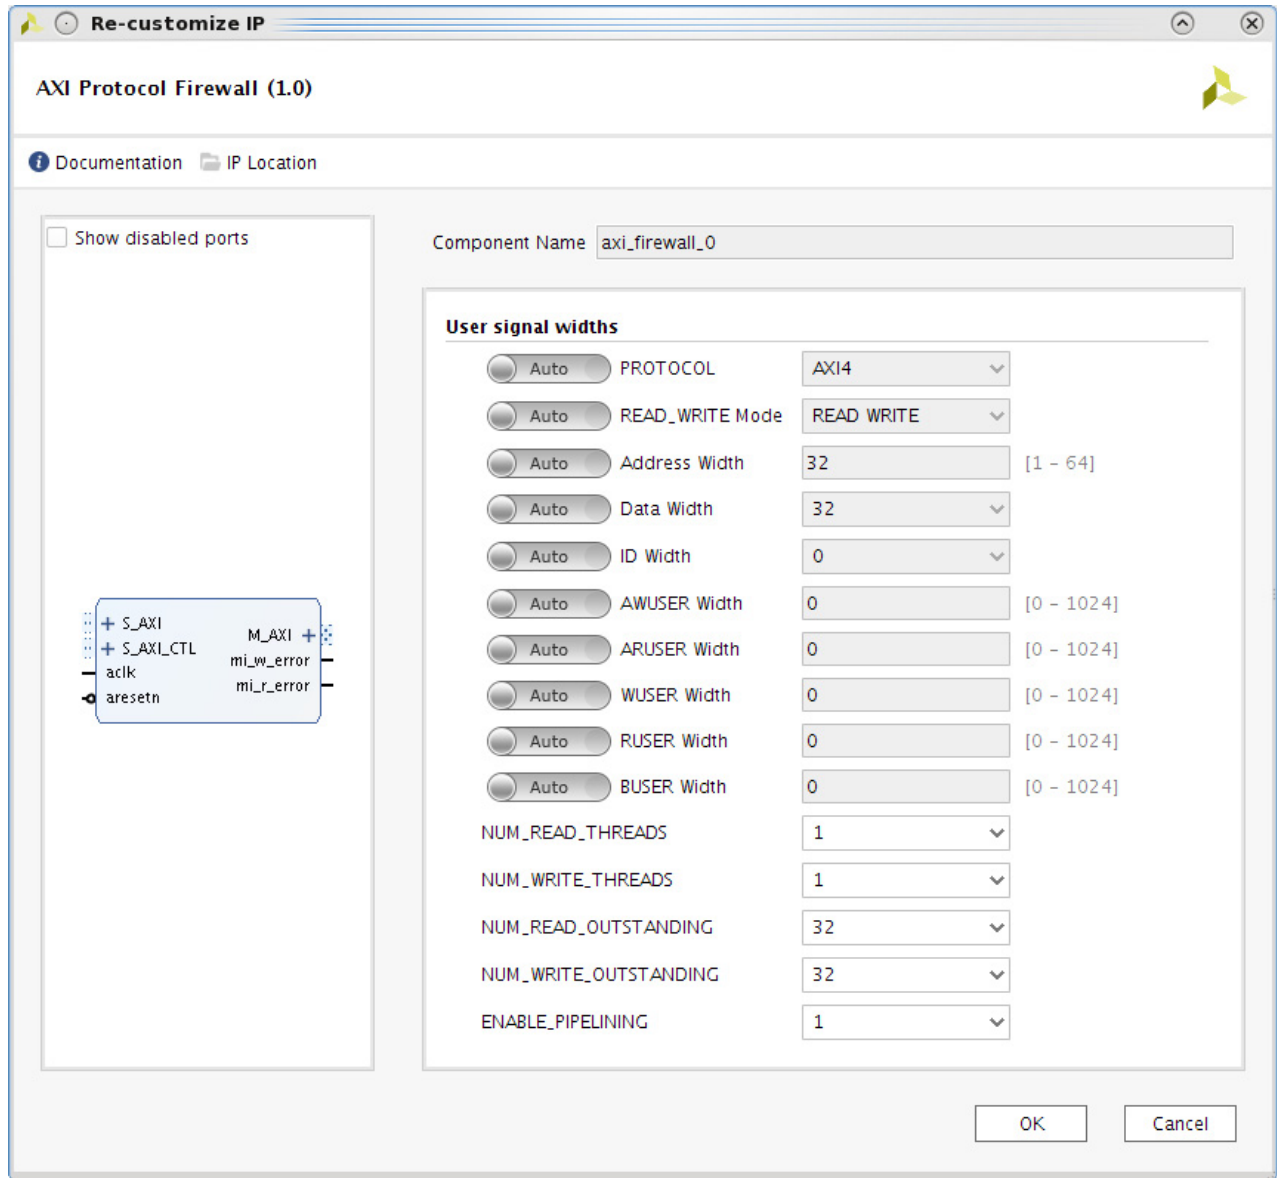 Re-customize IP
AXI Protocol Firewall (1.0)
Documentation IP Location
Show disabled ports
S_AXI
S_AXI_CTL
aclk
aresetn
M_AXI
mi_w_error
mi_r_error
Component Name axi_firewall_0
User signal widths
Auto PROTOCOL AXI4
Auto READ_WRITE Mode READ WRITE
Auto Address Width 32 [1 - 64]
Auto Data Width 32
Auto ID Width 0
Auto AWUSER Width 0 [0 - 1024]
Auto ARUSER Width 0 [0 - 1024]
Auto WUSER Width 0 [0 - 1024]
Auto RUSER Width 0 [0 - 1024]
Auto BUSER Width 0 [0 - 1024]
NUM_READ_THREADS 1
NUM_WRITE_THREADS 1
NUM_READ_OUTSTANDING 32
NUM_WRITE_OUTSTANDING 32
ENABLE_PIPELINING 1
OK Cancel